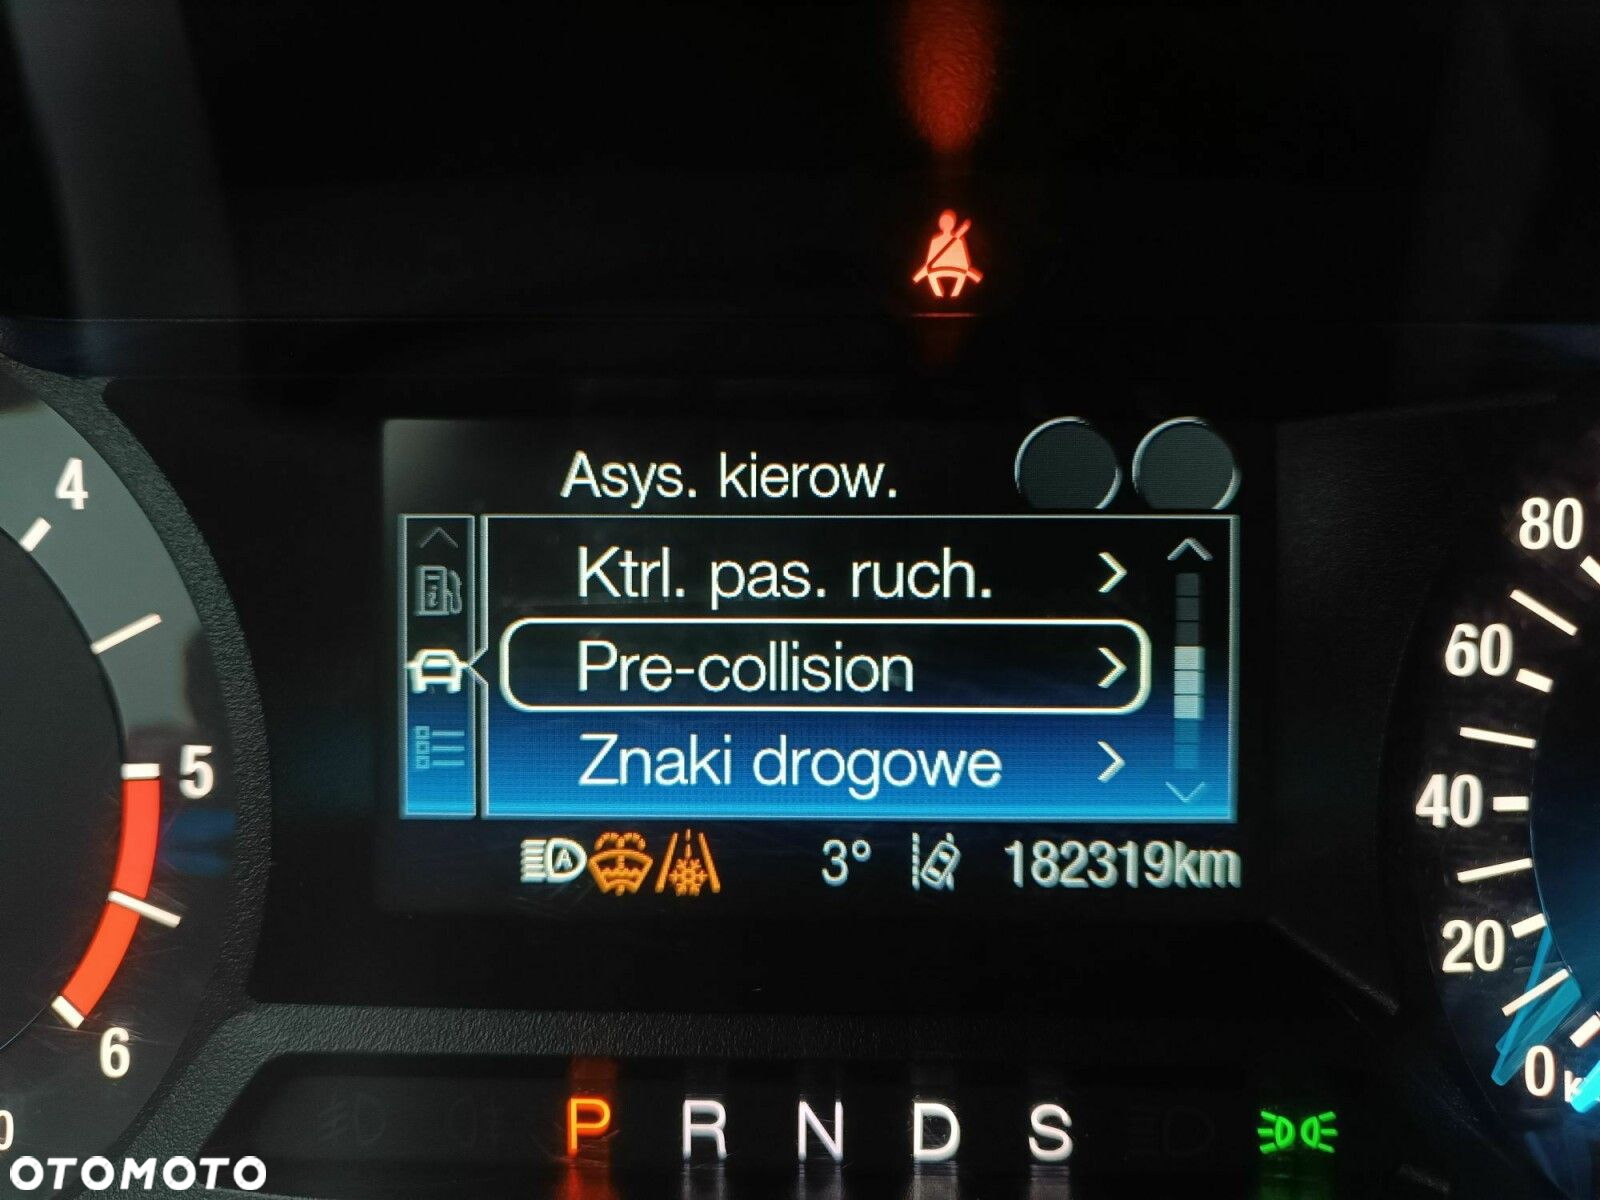 Asys. kierow.
Ktrl. pas. ruch.
Pre-collision
Znaki drogowe
A
3° 182319km
4
5
6
80
60
40
20
0
P R N D S
OTOMOTO